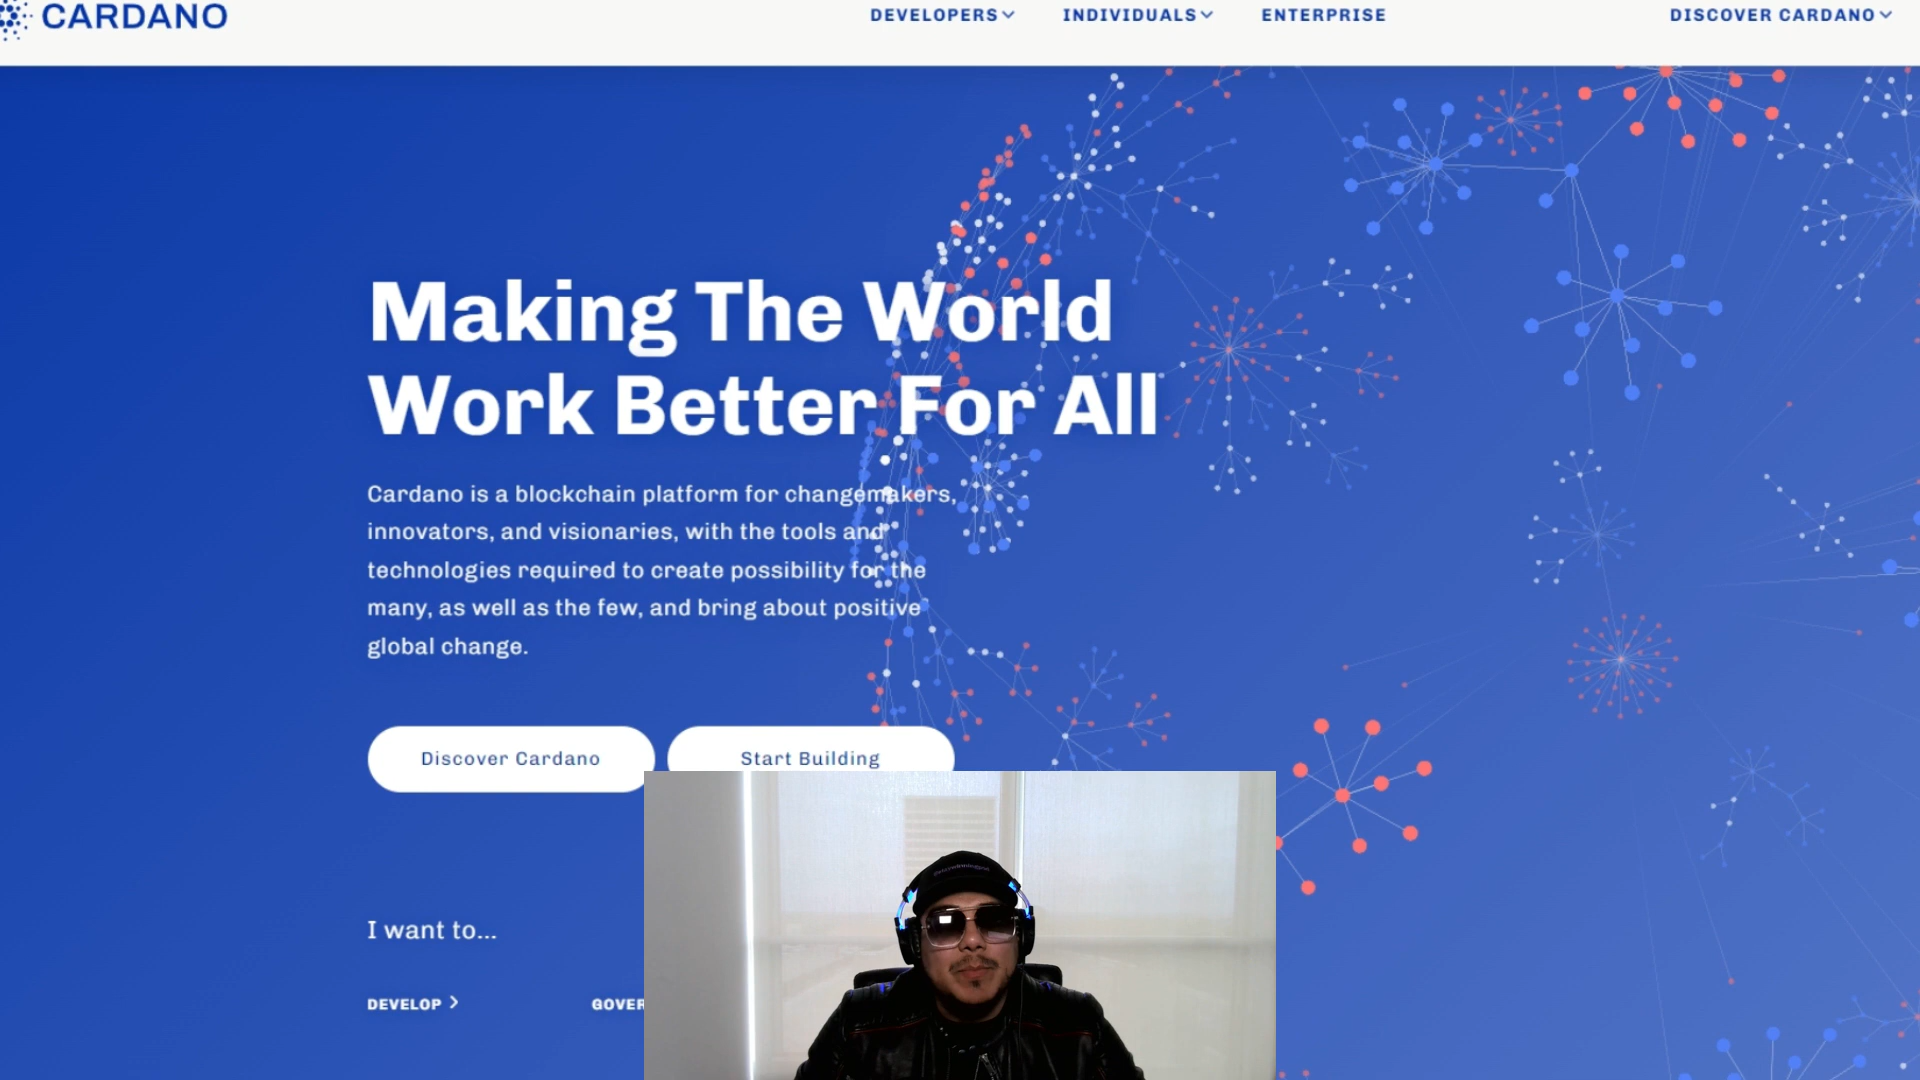 CARDANO
DEVELOPERS
INDIVIDUALS
ENTERPRISE
DISCOVER CARDANO
Making The World
Work Better For All
Cardano is a blockchain platform for changemakers,
innovators, and visionaries, with the tools and
technologies required to create possibility for the
many, as well as the few, and bring about positive
global change.
Discover Cardano
Start Building
I want to...
DEVELOP
GOVER